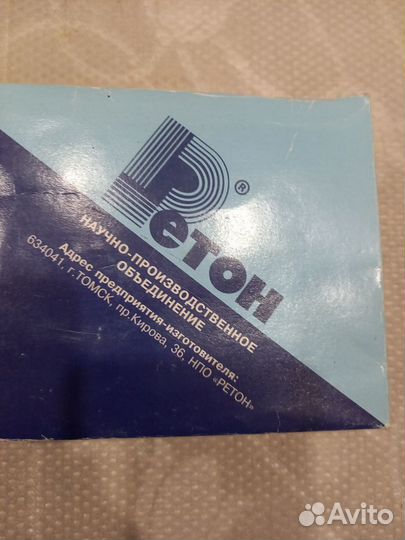 Ретон®
НАУЧНО-ПРОИЗВОДСТВЕННОЕ
ОБЪЕДИНЕНИЕ
Адрес предприятия-изготовителя:
634041, г.ТОМСК, пр.Кирова, 36, НПО «РЕТОН»
Avito